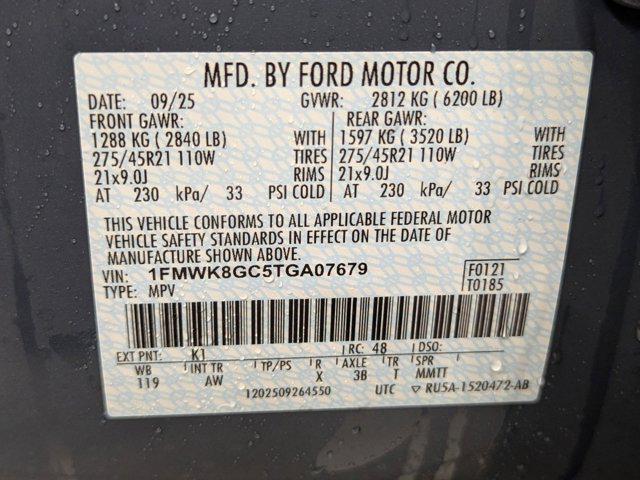 MFD. BY FORD MOTOR CO.
DATE: 09/25 GVWR: 2812 KG ( 6200 LB)
FRONT GAWR: REAR GAWR:
1288 KG ( 2840 LB) WITH 1597 KG ( 3520 LB) WITH
275/45R21 110W TIRES 275/45R21 110W TIRES
21x9.0J RIMS 21x9.0J RIMS
AT 230 kPa/ 33 PSI COLD AT 230 kPa/ 33 PSI COLD
THIS VEHICLE CONFORMS TO ALL APPLICABLE FEDERAL MOTOR
VEHICLE SAFETY STANDARDS IN EFFECT ON THE DATE OF
MANUFACTURE SHOWN ABOVE.
VIN: 1FMWK8GC5TGA07679 F0121
TYPE: MPV T0185
EXT PNT: K1 RC: 48 DSO:
WB INT TR TP/PS R AXLE TR SPR
119 AW X 3B T MMTT
1202509264550 UTC ▽ RU5A-1520472-AB